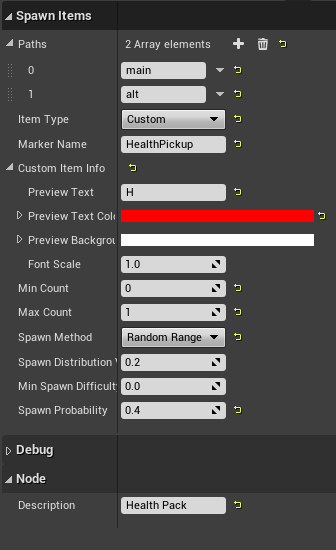 Spawn Items
Paths 2 Array elements
0 main
1 alt
Item Type Custom
Marker Name HealthPickup
Custom Item Info
Preview Text H
Preview Text Colo
Preview Backgrou
Font Scale 1.0
Min Count 0
Max Count 1
Spawn Method Random Range
Spawn Distribution V 0.2
Min Spawn Difficulty 0.0
Spawn Probability 0.4
Debug
Node
Description Health Pack